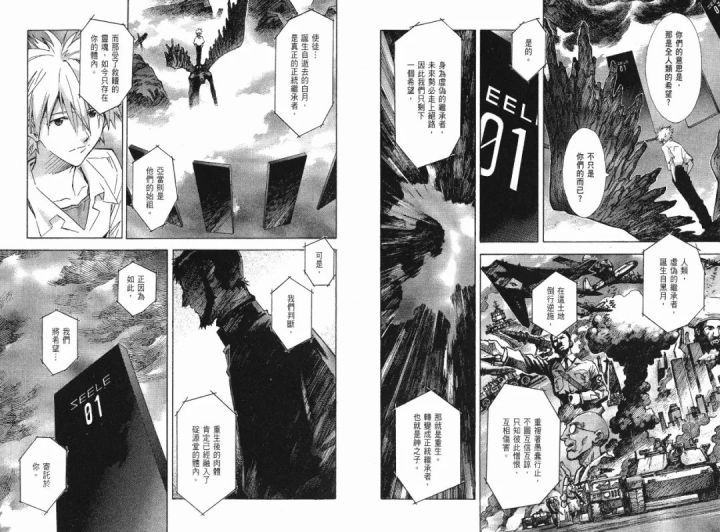 你們的意思是，
那是全人類的希望？
SEELE
01
不只是
你們的而已？
是的。
SEELE
01
身為虛偽的繼承者，
未來勢必走上絕路，
因此我們只剩下
一個希望，
人類，
虛偽的繼承者，
誕生自黑月，
在這土地
倒行逆施，
重複著愚蠢行止，
不圖互信互諒，
只知彼此憎恨，
互相傷害。
那就是重生。
轉變成正統繼承者，
也就是神之子。
使徒…
誕生自逝去的白月，
是真正的正統繼承者，
亞當則是
他們的始祖。
而那受了救贖的
靈魂，如今只存在
你的體內。
可是，
我們判斷，
重生後的肉體
肯定已經融入了
碇源堂的體內。
正因為
如此，
我們
將希望…
SEELE
01
寄託於
你。